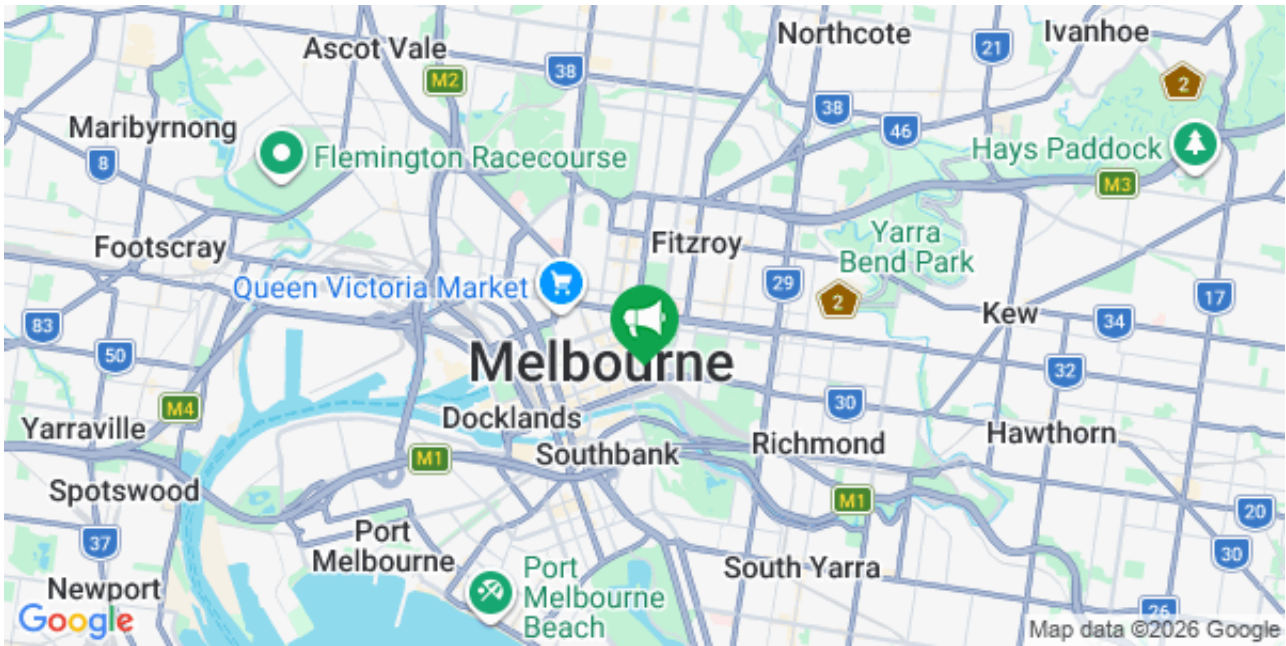 Northcote
Ivanhoe
Ascot Vale
21
38
M2
2
38
46
Maribyrnong
Hays Paddock
8
Flemington Racecourse
M3
Footscray
Fitzroy
Yarra
Bend Park
Queen Victoria Market
29
2
17
Kew
83
34
50
Melbourne
32
M4
30
Docklands
Yarraville
Richmond
Hawthorn
M1
Southbank
Spotswood
M1
20
Port
Melbourne
37
30
South Yarra
Port
Melbourne
Beach
Newport
26
Google
Map data ©2026 Google